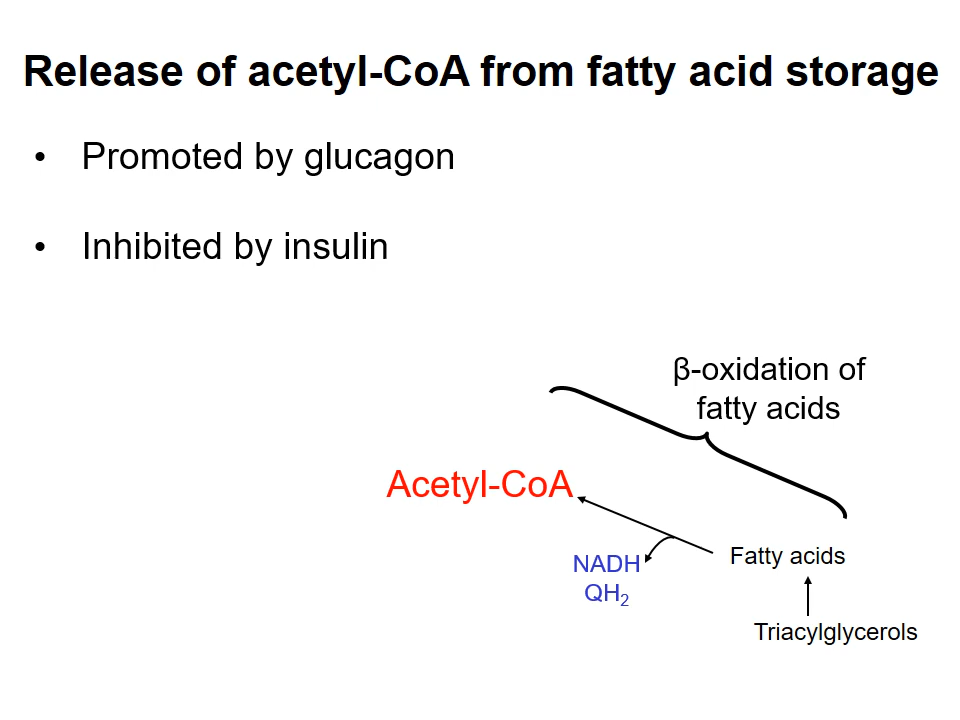 Release of acetyl-CoA from fatty acid storage
• Promoted by glucagon
• Inhibited by insulin
β-oxidation of
fatty acids
Acetyl-CoA
NADH
QH₂
Fatty acids
Triacylglycerols